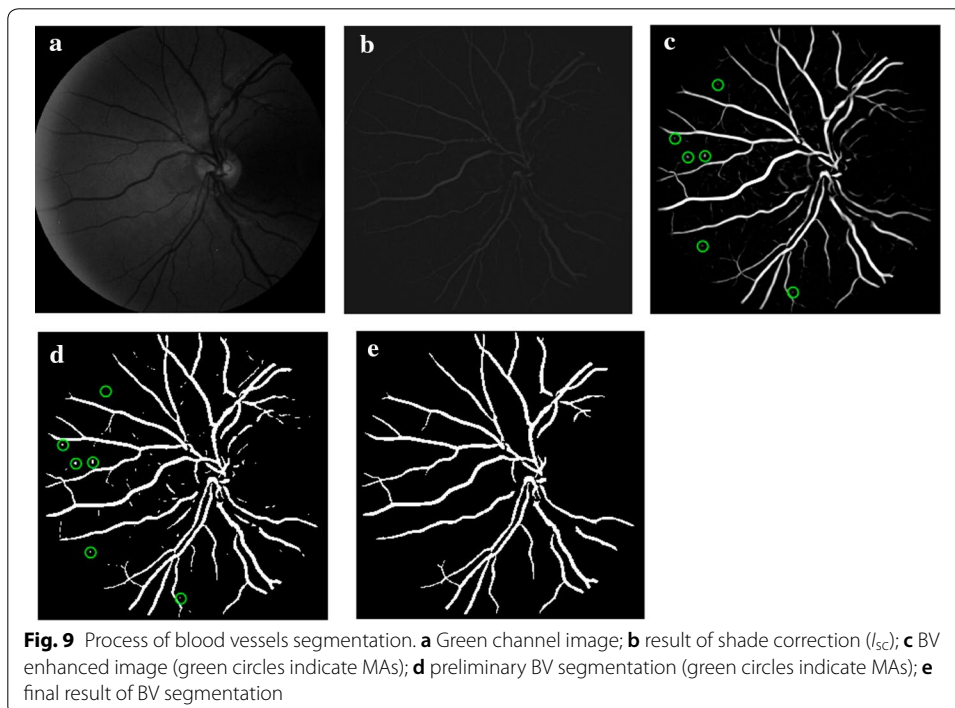 a
b
c
d
e
Fig. 9 Process of blood vessels segmentation. a Green channel image; b result of shade correction (I_SC); c BV
enhanced image (green circles indicate MAs); d preliminary BV segmentation (green circles indicate MAs); e
final result of BV segmentation